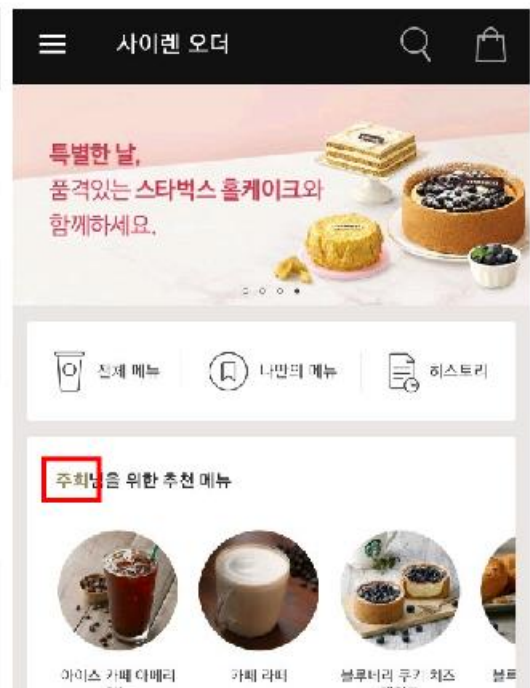 사이렌 오더
특별한 날,
품격있는 스타벅스 홀케이크와
함께하세요.
전체 메뉴
나만의 메뉴
히스토리
주희님을 위한 추천 메뉴
아이스 카페 아메리
카페 라떼
블루베리 쿠키 치즈
블루